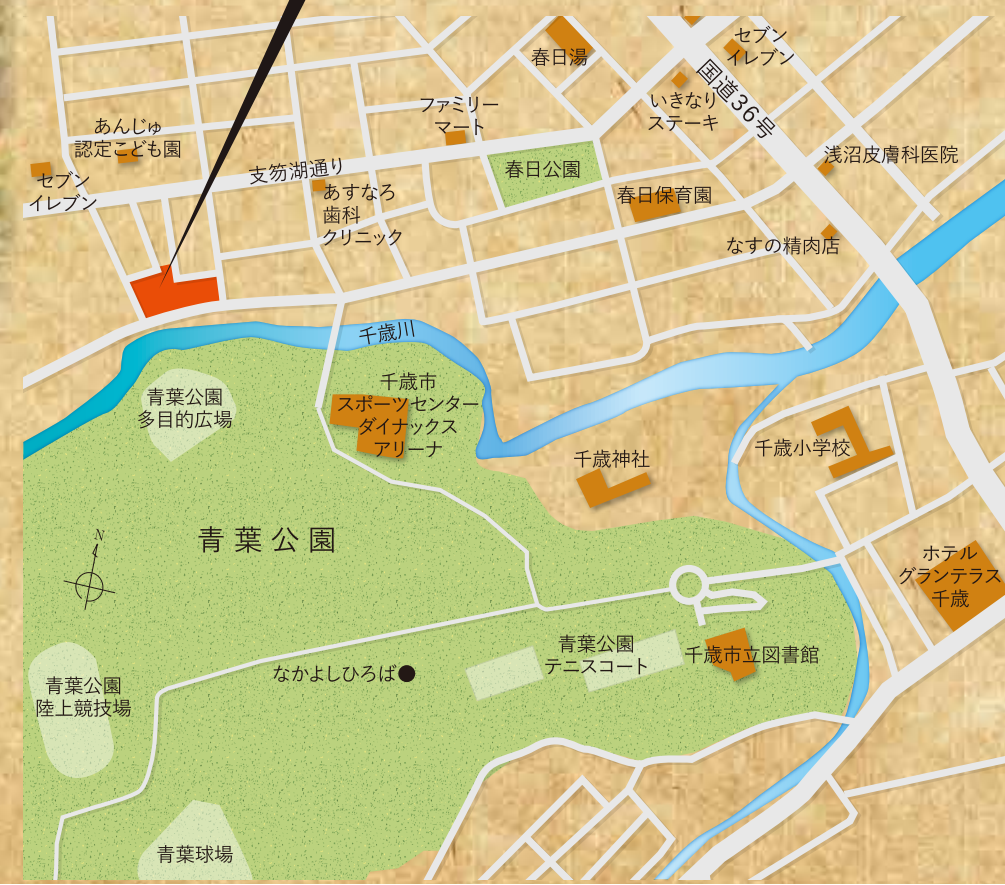 セブン
イレブン
春日湯
国道36号
いきなり
ステーキ
ファミリー
マート
あんじゅ
認定こども園
浅沼皮膚科医院
支笏湖通り
春日公園
セブン
イレブン
あすなろ
歯科
クリニック
春日保育園
なすの精肉店
千歳川
千歳市
スポーツセンター
ダイナックス
アリーナ
青葉公園
多目的広場
千歳神社
千歳小学校
青葉公園
N
ホテル
グランテラス
千歳
青葉公園
テニスコート
千歳市立図書館
なかよしひろば
青葉公園
陸上競技場
青葉球場